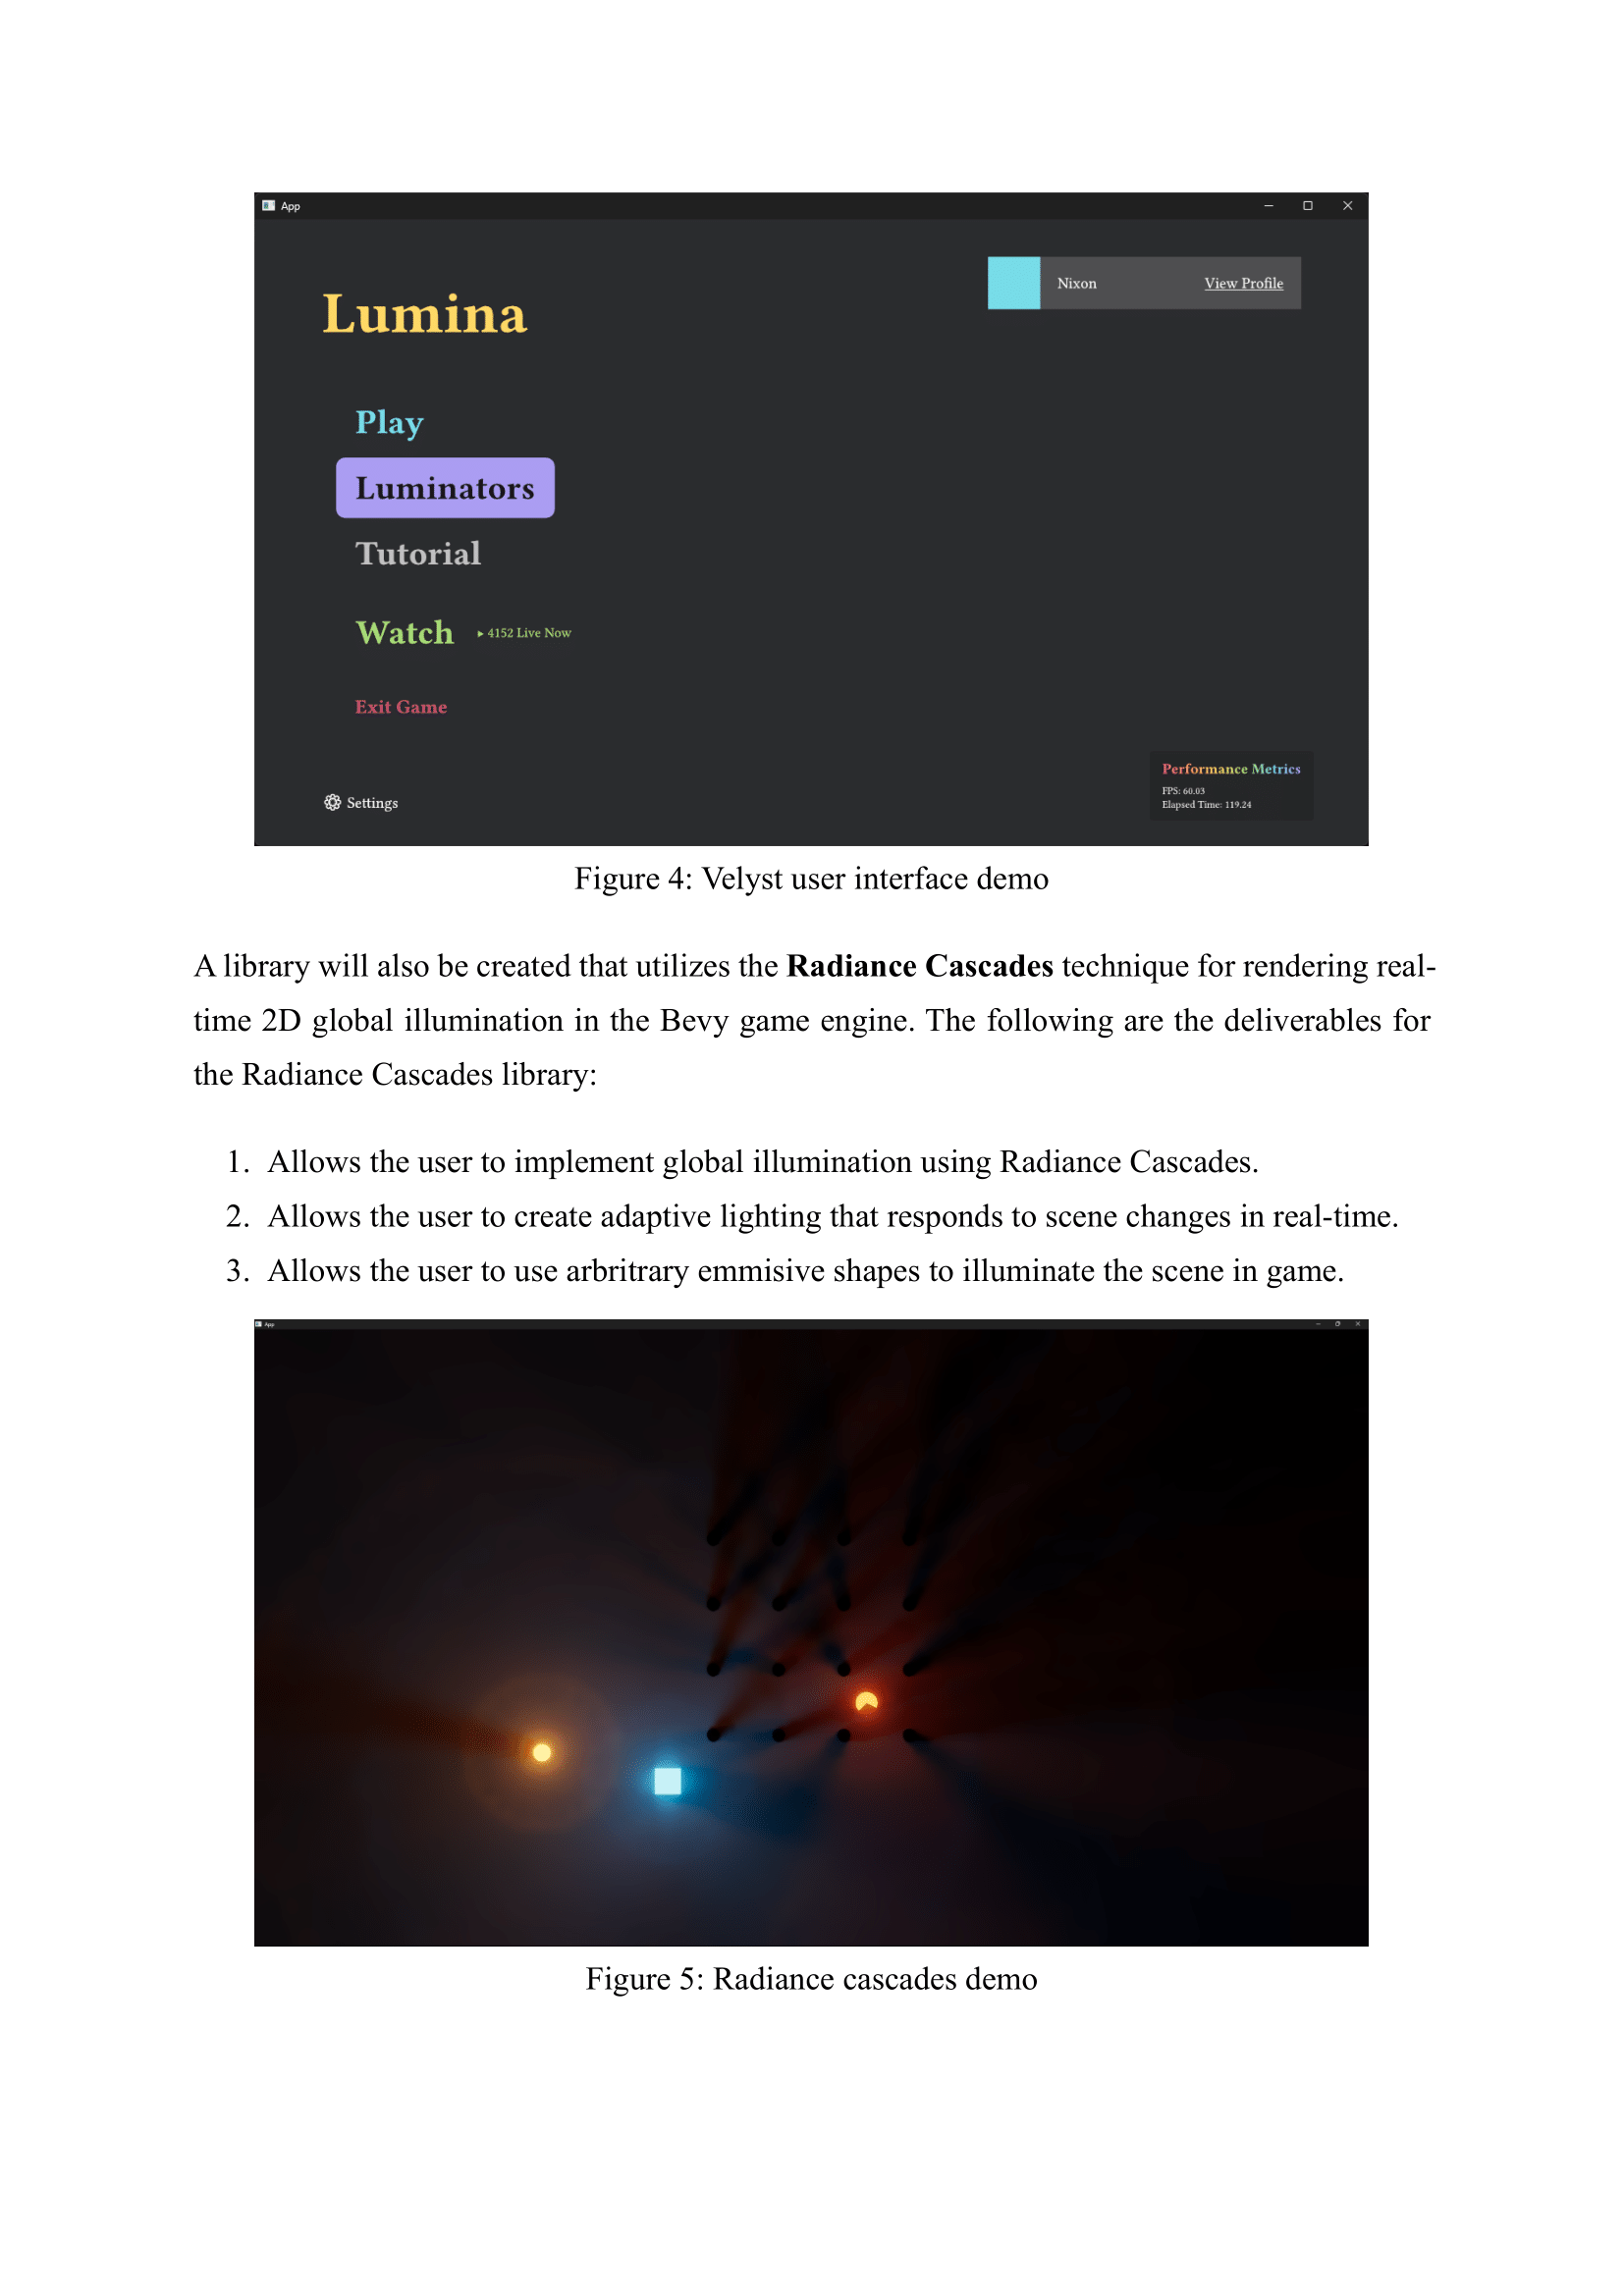 App
Nixon
View Profile
Lumina
Play
Luminators
Tutorial
Watch
▸ 4152 Live Now
Exit Game
Performance Metrics
FPS: 60.03
Elapsed Time: 119.24
Settings
Figure 4: Velyst user interface demo
A library will also be created that utilizes the Radiance Cascades technique for rendering real-
time 2D global illumination in the Bevy game engine. The following are the deliverables for
the Radiance Cascades library:
1. Allows the user to implement global illumination using Radiance Cascades.
2. Allows the user to create adaptive lighting that responds to scene changes in real-time.
3. Allows the user to use arbritrary emmisive shapes to illuminate the scene in game.
App
Figure 5: Radiance cascades demo